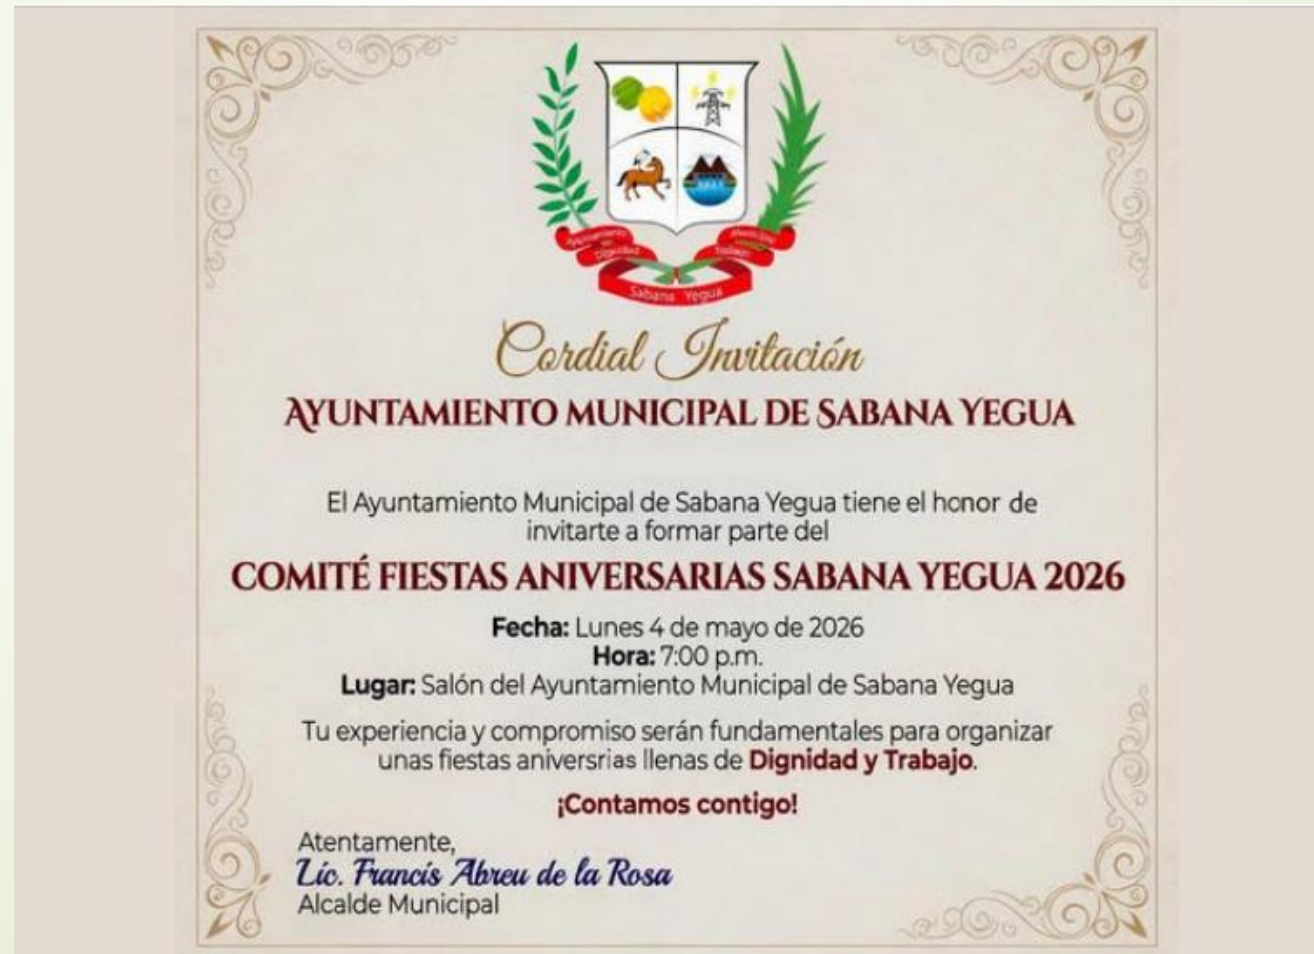 Ayuntamiento
Dignidad
Trabajo
Sabana Yegua
Cordial Invitación
AYUNTAMIENTO MUNICIPAL DE SABANA YEGUA
El Ayuntamiento Municipal de Sabana Yegua tiene el honor de
invitarte a formar parte del
COMITÉ FIESTAS ANIVERSARIAS SABANA YEGUA 2026
Fecha: Lunes 4 de mayo de 2026
Hora: 7:00 p.m.
Lugar: Salón del Ayuntamiento Municipal de Sabana Yegua
Tu experiencia y compromiso serán fundamentales para organizar
unas fiestas aniversrias llenas de Dignidad y Trabajo.
¡Contamos contigo!
Atentamente,
Lic. Francis Abreu de la Rosa
Alcalde Municipal